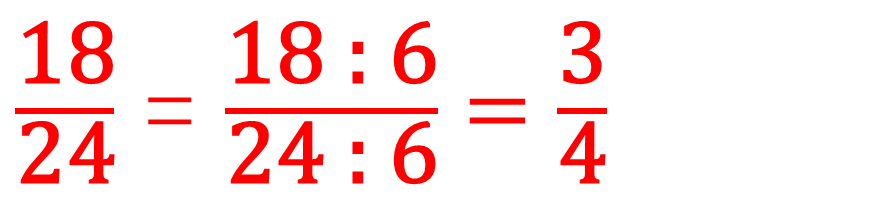 18/24 = 18 : 6/24 : 6 = 3/4